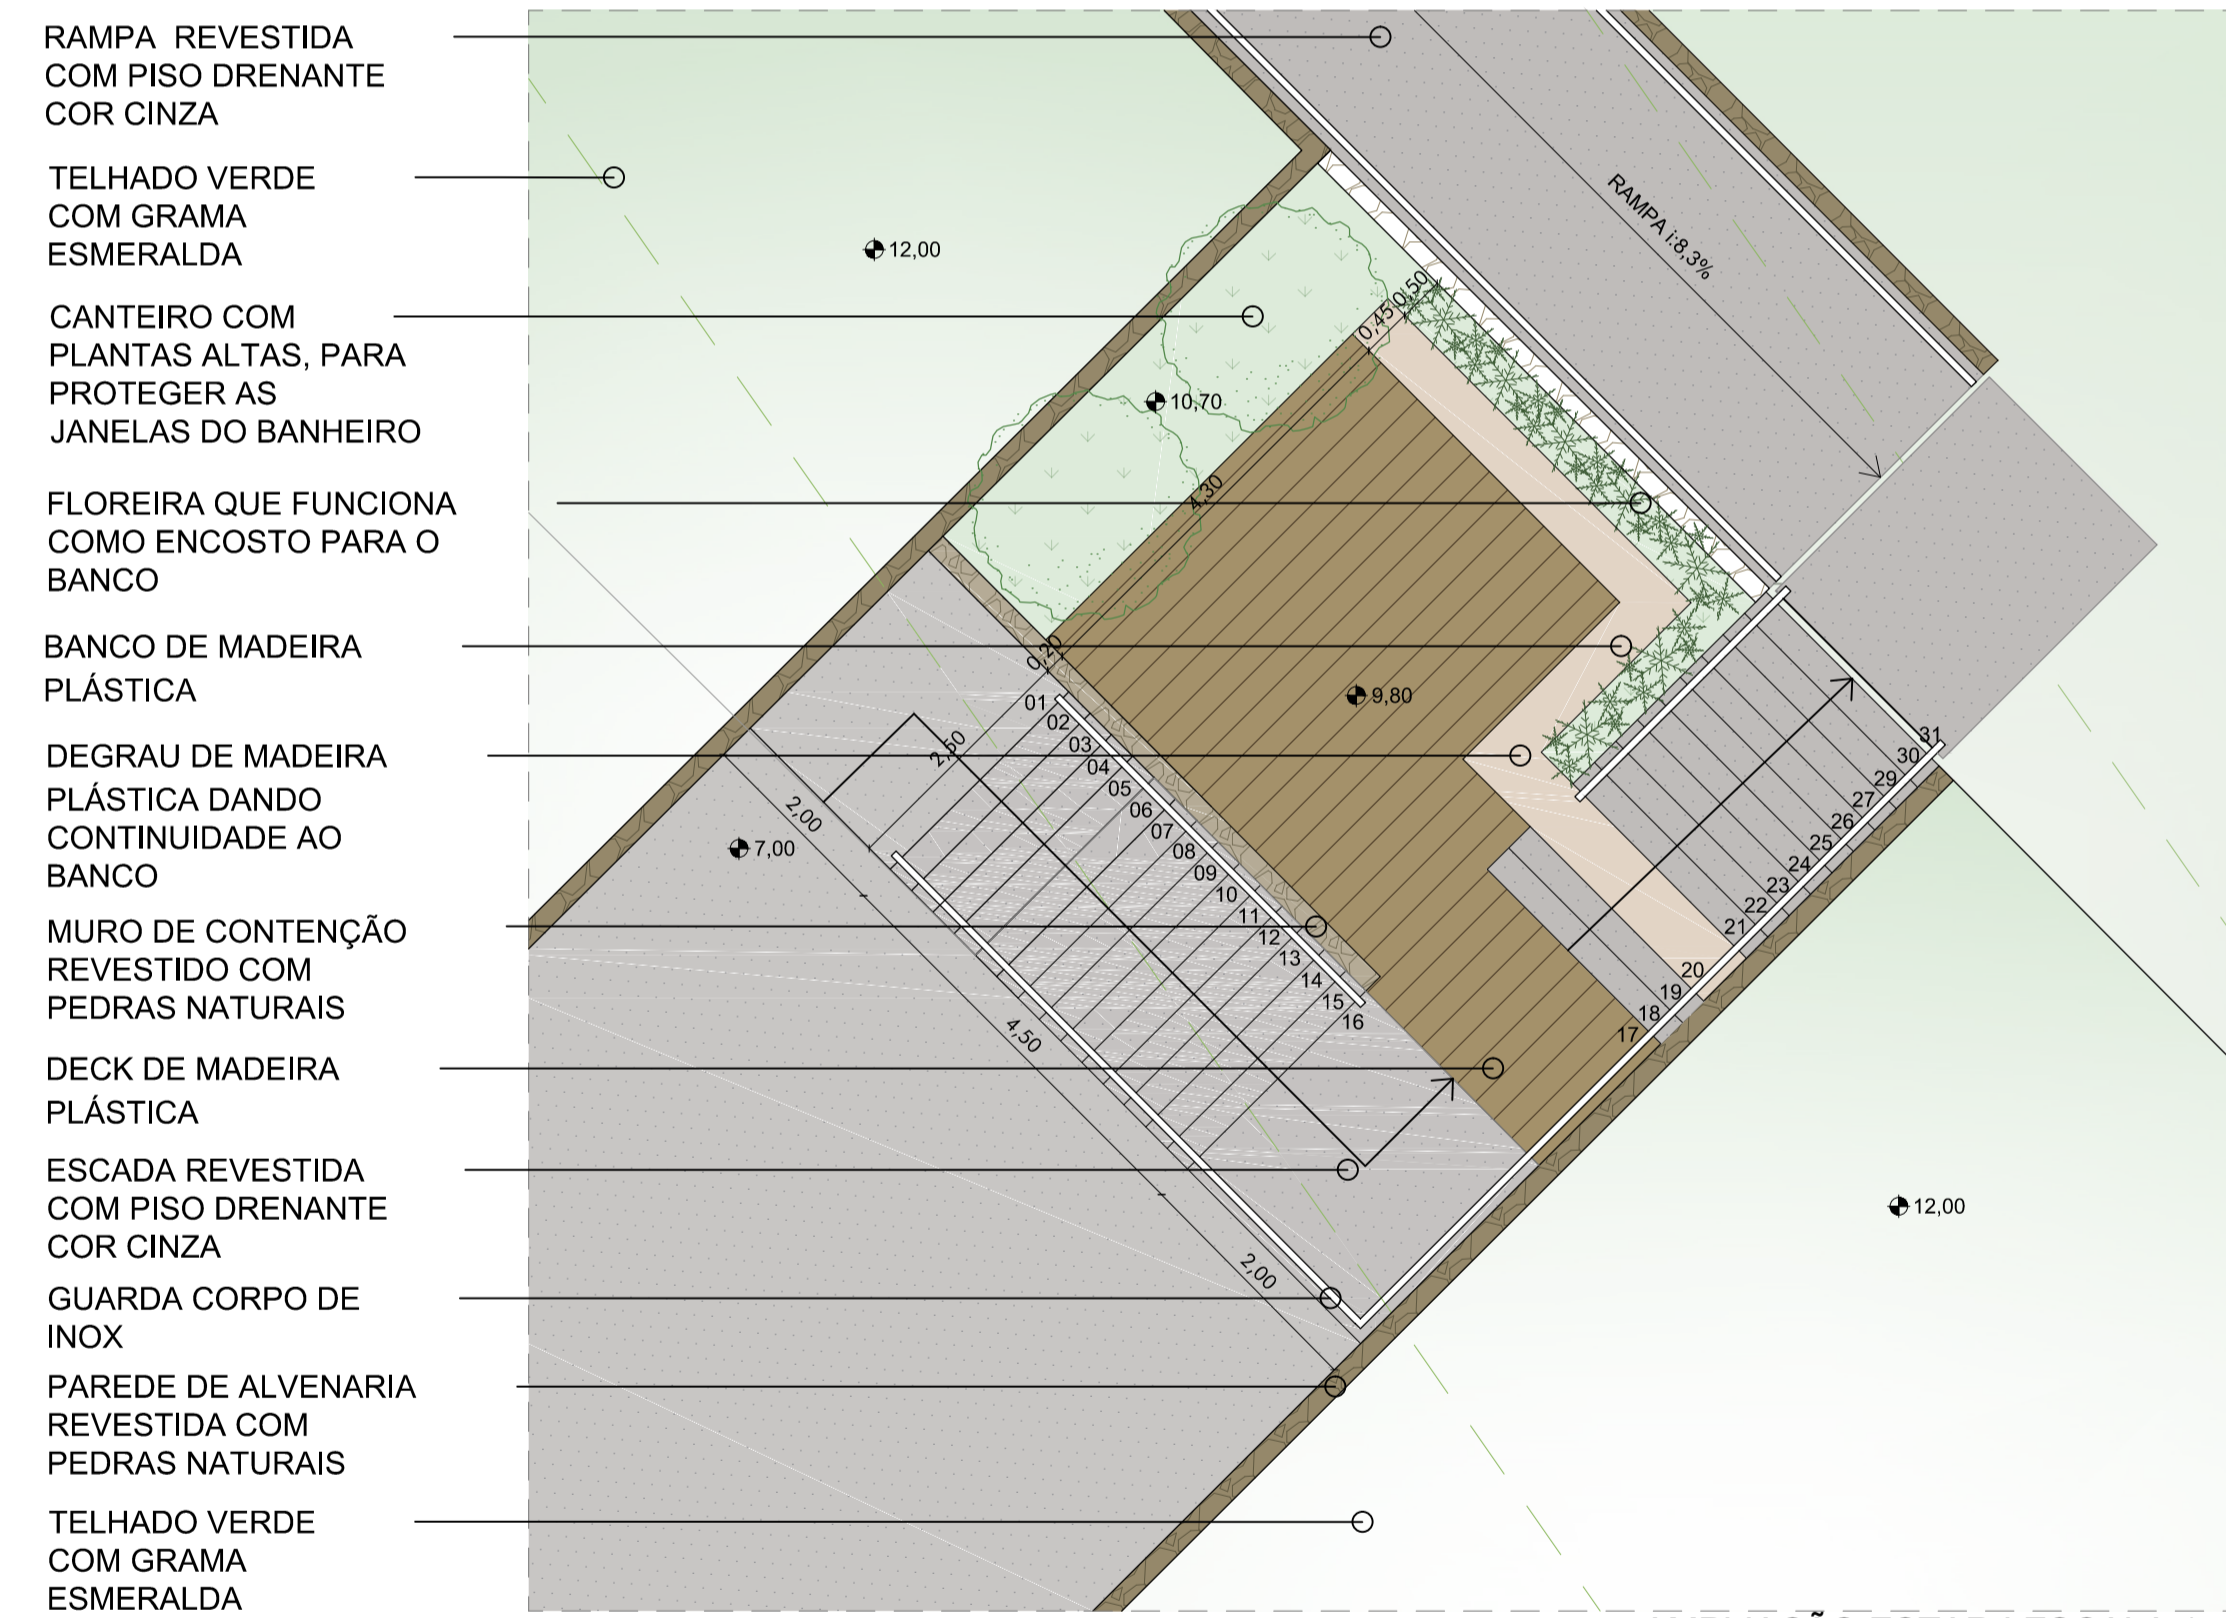 RAMPA REVESTIDA
COM PISO DRENANTE
COR CINZA
TELHADO VERDE
COM GRAMA
ESMERALDA
CANTEIRO COM
PLANTAS ALTAS, PARA
PROTEGER AS
JANELAS DO BANHEIRO
FLOREIRA QUE FUNCIONA
COMO ENCOSTO PARA O
BANCO
BANCO DE MADEIRA
PLÁSTICA
DEGRAU DE MADEIRA
PLÁSTICA DANDO
CONTINUIDADE AO
BANCO
MURO DE CONTENÇÃO
REVESTIDO COM
PEDRAS NATURAIS
DECK DE MADEIRA
PLÁSTICA
ESCADA REVESTIDA
COM PISO DRENANTE
COR CINZA
GUARDA CORPO DE
INOX
PAREDE DE ALVENARIA
REVESTIDA COM
PEDRAS NATURAIS
TELHADO VERDE
COM GRAMA
ESMERALDA
RAMPA i:8,3%
12,00
0,50
0,45
10,70
4,30
0,20
9,80
01
02
03
04
05
06
07
08
09
10
11
12
13
14
15
16
2,50
2,00
7,00
4,50
2,00
31
30
29
27
26
25
24
23
22
21
20
19
18
17
12,00